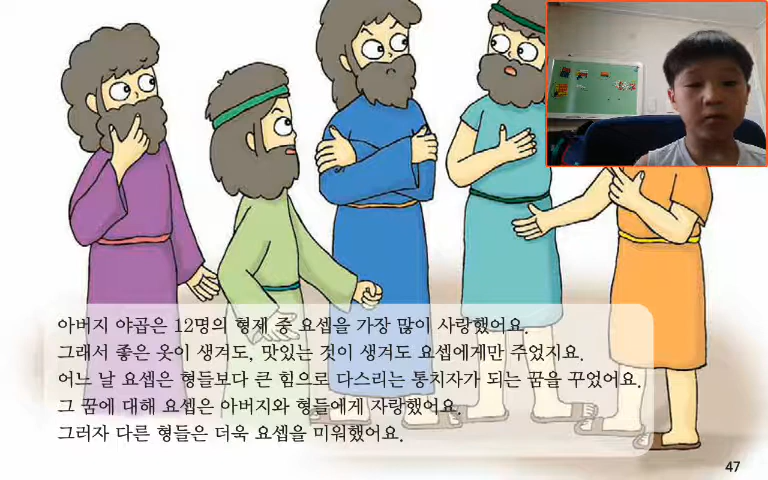 아버지 야곱은 12명의 형제 중 요셉을 가장 많이 사랑했어요.
그래서 좋은 옷이 생겨도, 맛있는 것이 생겨도 요셉에게만 주었지요.
어느 날 요셉은 형들보다 큰 힘으로 다스리는 통치자가 되는 꿈을 꾸었어요.
그 꿈에 대해 요셉은 아버지와 형들에게 자랑했어요.
그러자 다른 형들은 더욱 요셉을 미워했어요.
47